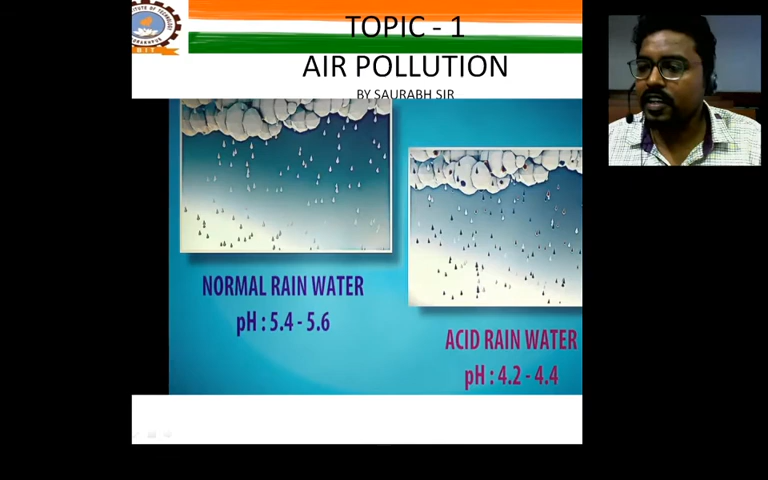 TOPIC - 1
AIR POLLUTION
BY SAURABH SIR
NORMAL RAIN WATER
pH : 5.4 - 5.6
ACID RAIN WATER
pH : 4.2 - 4.4